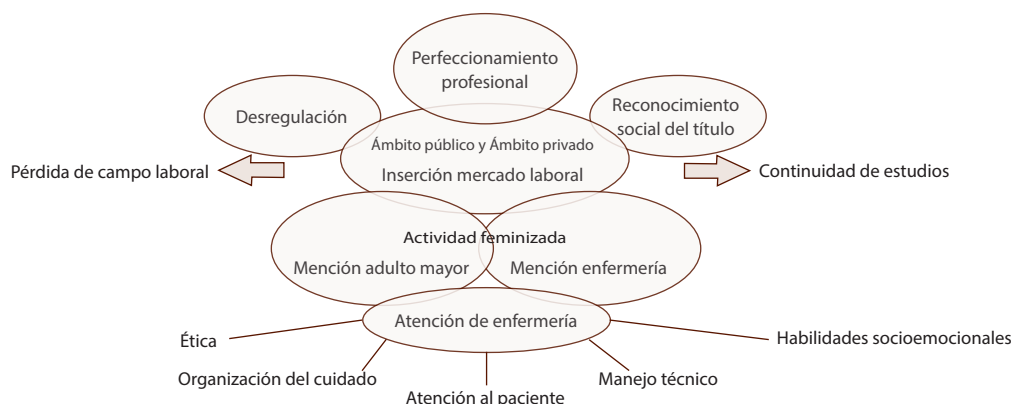 Perfeccionamiento
profesional
Desregulación
Reconocimiento
social del título
Ámbito público y Ámbito privado
Inserción mercado laboral
Pérdida de campo laboral
Continuidad de estudios
Actividad feminizada
Mención adulto mayor
Mención enfermería
Atención de enfermería
Ética
Habilidades socioemocionales
Organización del cuidado
Manejo técnico
Atención al paciente